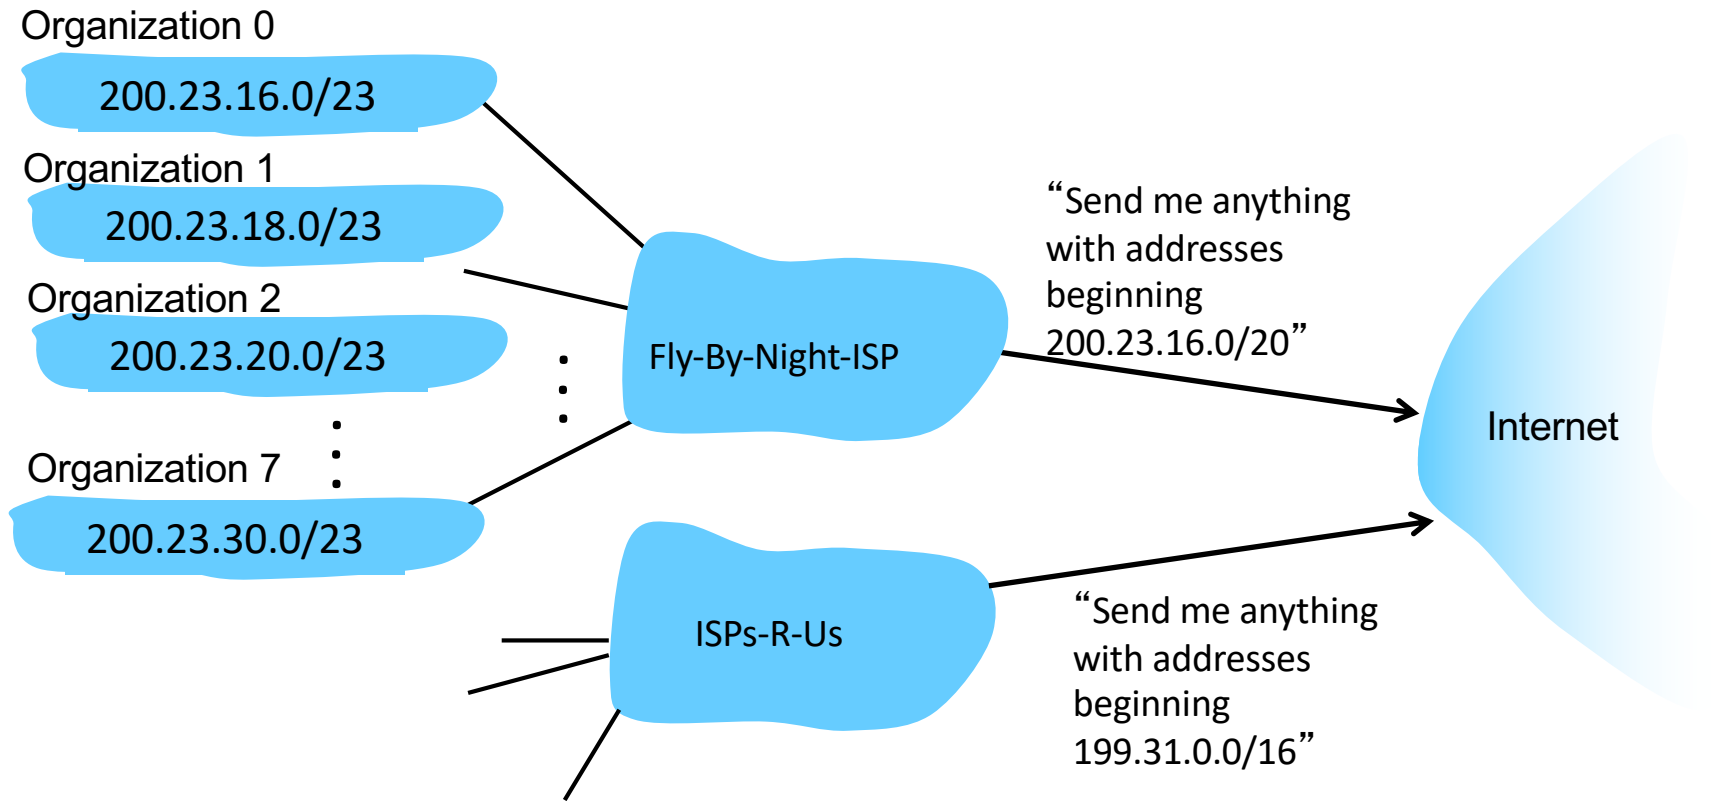 Organization 0
200.23.16.0/23
Organization 1
200.23.18.0/23
Organization 2
200.23.20.0/23
Organization 7
200.23.30.0/23
Fly-By-Night-ISP
“Send me anything
with addresses
beginning
200.23.16.0/20”
Internet
ISPs-R-Us
“Send me anything
with addresses
beginning
199.31.0.0/16”